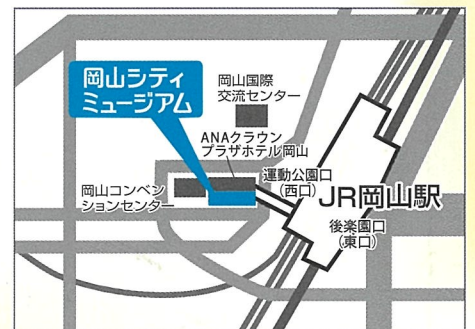 岡山シティ
ミュージアム
岡山国際
交流センター
ANAクラウン
プラザホテル岡山
運動公園口
(西口)
岡山コンベン
ションセンター
JR岡山駅
後楽園口
(東口)